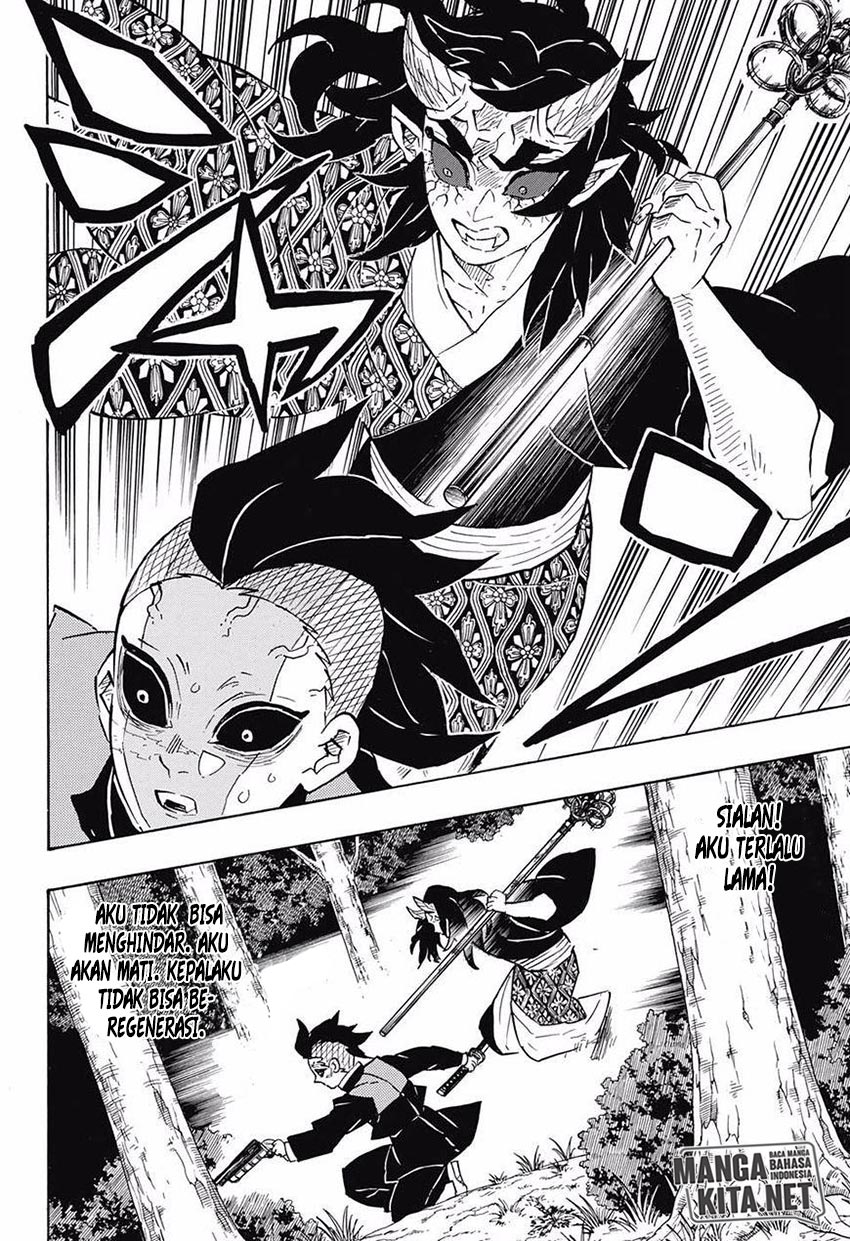 SIALAN!
AKU TERLALU
LAMA!
AKU TIDAK BISA
MENGHINDAR. AKU
AKAN MATI. KEPALAKU
TIDAK BISA BE-
REGENERASI.
MANGA
KITA.NET
BACA MANGA
BAHASA
INDONESIA